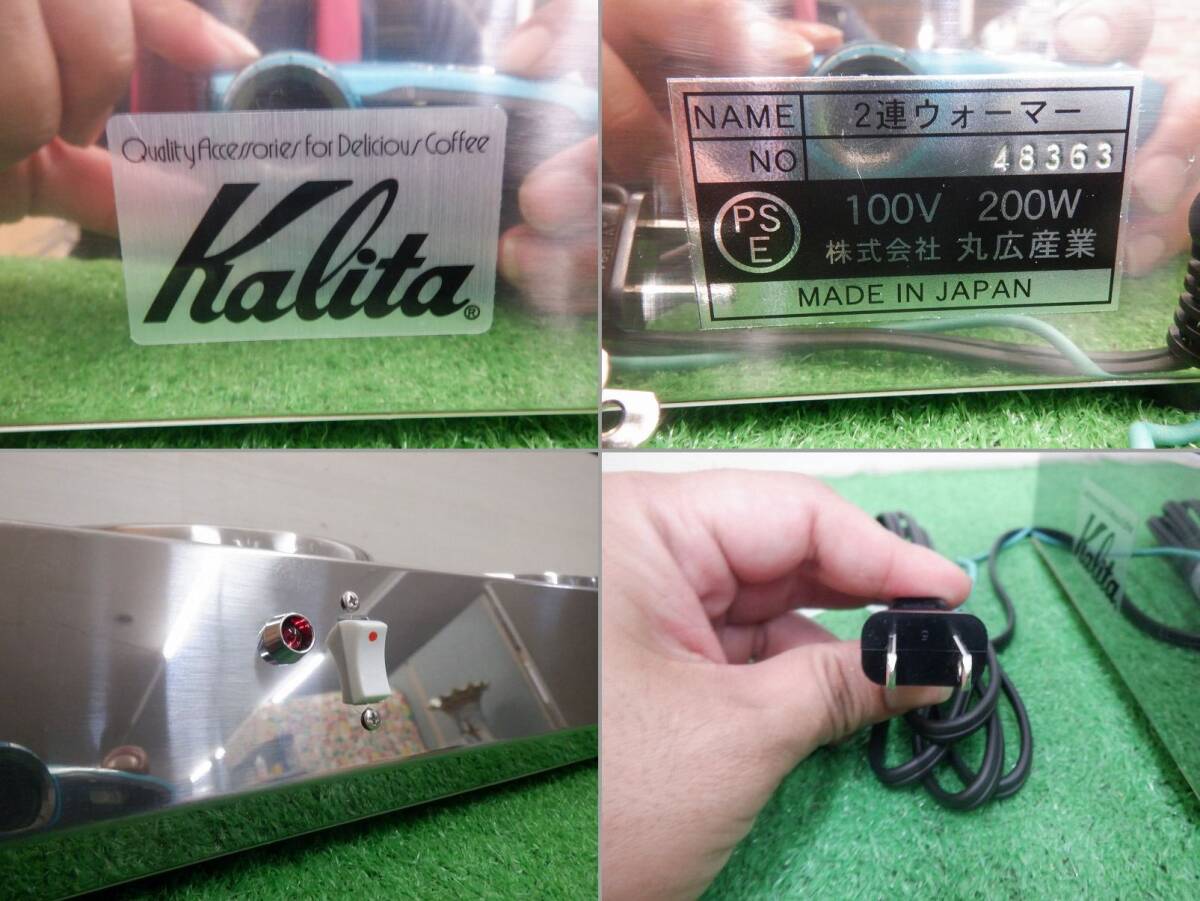 Quality Accessories for Delicious Coffee
Kalita®
NAME 2連ウォーマー
NO 48363
PS
E
100V 200W
株式会社 丸広産業
MADE IN JAPAN
Kalita